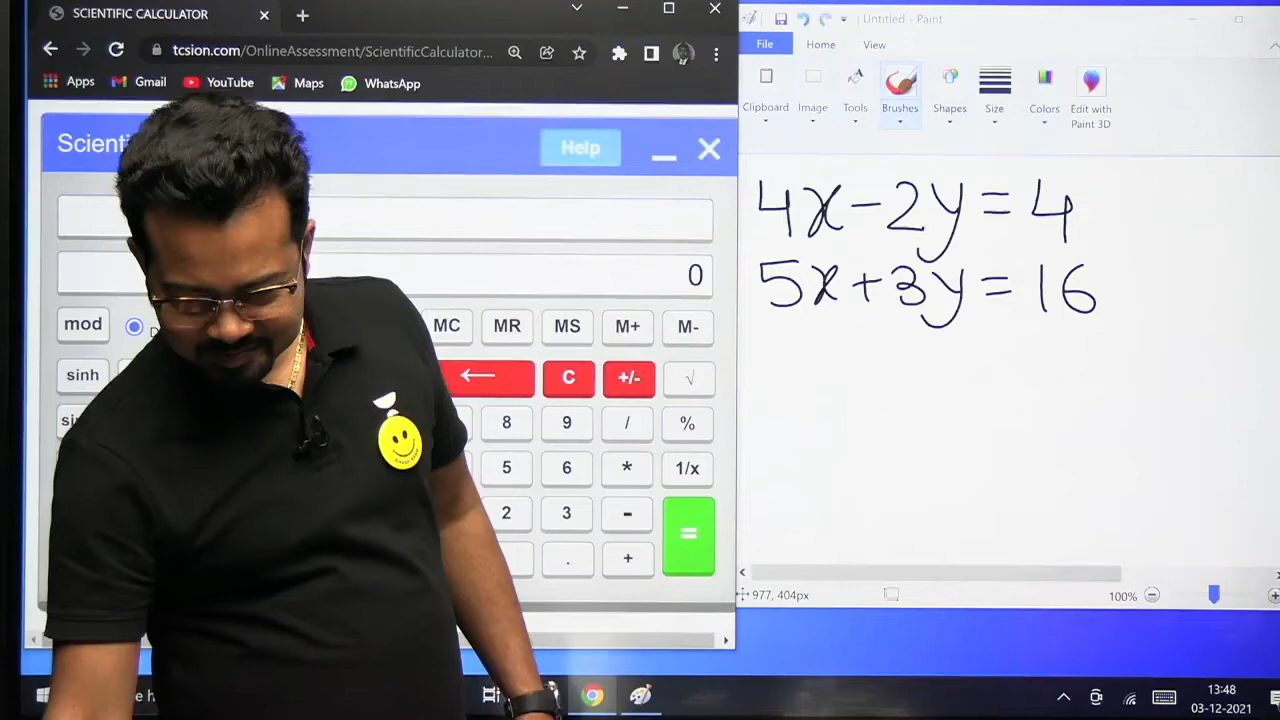 SCIENTIFIC CALCULATOR
tcsion.com/OnlineAssessment/ScientificCalculator...
Apps Gmail YouTube Maps WhatsApp
Help
0
mod MC MR MS M+ M-
sinh ← C +/- √
8 9 / %
5 6 * 1/x
2 3 - =
. +
Untitled - Paint
File Home View
Clipboard Image Tools Brushes Shapes Size Colors Edit with
Paint 3D
4x-2y=4
5x+3y=16
977, 404px 100%
13:48
03-12-2021